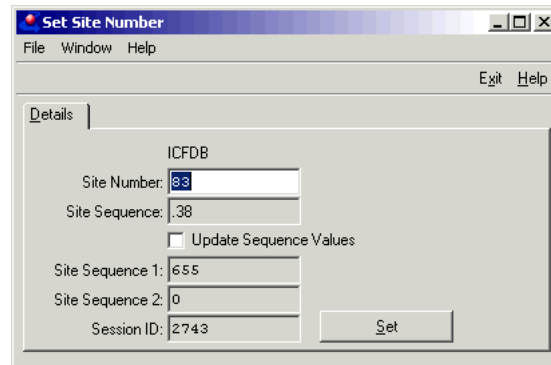 Set Site Number
File Window Help
Exit Help
Details
ICFDB
Site Number: 83
Site Sequence: .38
Update Sequence Values
Site Sequence 1: 655
Site Sequence 2: 0
Session ID: 2743
Set